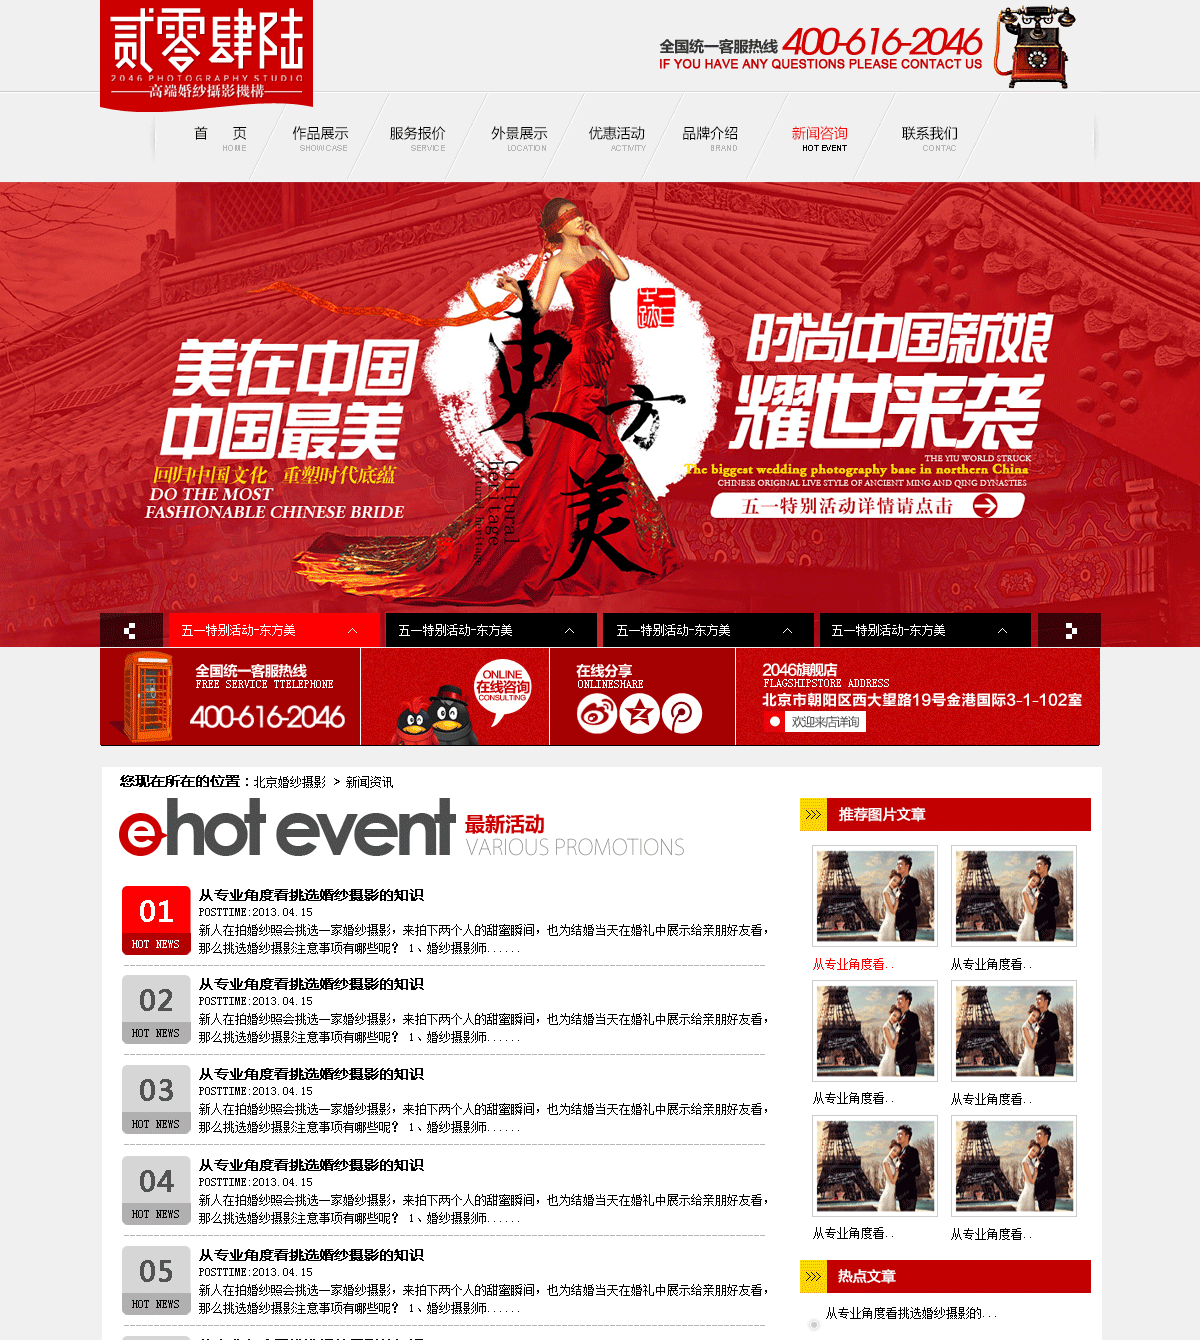 贰零肆陆
2046 PHOTOGRAPHY STUDIO
高端婚纱攝影機構
全国统一客服热线 400-616-2046
IF YOU HAVE ANY QUESTIONS PLEASE CONTACT US
首 页 作品展示 服务报价 外景展示 优惠活动 品牌介绍 新闻咨询 联系我们
HOME SHOWCASE SERVICE LOCATION ACTIVITY BRAND HOT EVENT CONTAC
美在中国
中国最美
回归中国文化 重塑时代底蕴
DO THE MOST
FASHIONABLE CHINESE BRIDE
東方美
Cultural
heritage
时尚中国新娘
耀世来袭
THE YIU WORLD STRUCK
The biggest wedding photography base in northern China
CHINESE ORIGINAL LIVE STYLE OF ANCIENT MING AND QING DYNASTIES
五一特别活动详情请点击
五一特别活动-东方美
五一特别活动-东方美
五一特别活动-东方美
五一特别活动-东方美
全国统一客服热线
FREE SERVICE TTELEPHONE
400-616-2046
ONLINE
在线咨询
CONSULTING
在线分享
ONLINESHARE
2046旗舰店
FLAGSHIPSTORE ADDRESS
北京市朝阳区西大望路19号金港国际3-1-102室
欢迎来店详询
您现在所在的位置：北京婚纱摄影 > 新闻资讯
e hot event 最新活动
VARIOUS PROMOTIONS
01
HOT NEWS
从专业角度看挑选婚纱摄影的知识
POSTTIME:2013.04.15
新人在拍婚纱照会挑选一家婚纱摄影，来拍下两个人的甜蜜瞬间，也为结婚当天在婚礼中展示给亲朋好友看，
那么挑选婚纱摄影注意事项有哪些呢？ 1、婚纱摄影师......
02
HOT NEWS
从专业角度看挑选婚纱摄影的知识
POSTTIME:2013.04.15
新人在拍婚纱照会挑选一家婚纱摄影，来拍下两个人的甜蜜瞬间，也为结婚当天在婚礼中展示给亲朋好友看，
那么挑选婚纱摄影注意事项有哪些呢？ 1、婚纱摄影师......
03
HOT NEWS
从专业角度看挑选婚纱摄影的知识
POSTTIME:2013.04.15
新人在拍婚纱照会挑选一家婚纱摄影，来拍下两个人的甜蜜瞬间，也为结婚当天在婚礼中展示给亲朋好友看，
那么挑选婚纱摄影注意事项有哪些呢？ 1、婚纱摄影师......
04
HOT NEWS
从专业角度看挑选婚纱摄影的知识
POSTTIME:2013.04.15
新人在拍婚纱照会挑选一家婚纱摄影，来拍下两个人的甜蜜瞬间，也为结婚当天在婚礼中展示给亲朋好友看，
那么挑选婚纱摄影注意事项有哪些呢？ 1、婚纱摄影师......
05
HOT NEWS
从专业角度看挑选婚纱摄影的知识
POSTTIME:2013.04.15
新人在拍婚纱照会挑选一家婚纱摄影，来拍下两个人的甜蜜瞬间，也为结婚当天在婚礼中展示给亲朋好友看，
那么挑选婚纱摄影注意事项有哪些呢？ 1、婚纱摄影师......
推荐图片文章
从专业角度看.. 从专业角度看..
从专业角度看.. 从专业角度看..
从专业角度看.. 从专业角度看..
热点文章
从专业角度看挑选婚纱摄影的...